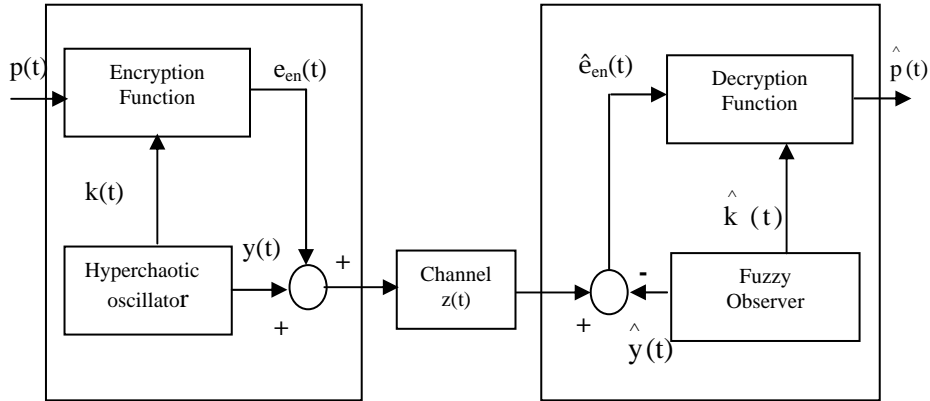 p(t)
Encryption
Function
e_en(t)
k(t)
Hyperchaotic
oscillator
y(t)
+
+
Channel
z(t)
ê_en(t)
Decryption
Function
p̂(t)
k̂ (t)
-
+
ŷ(t)
Fuzzy
Observer